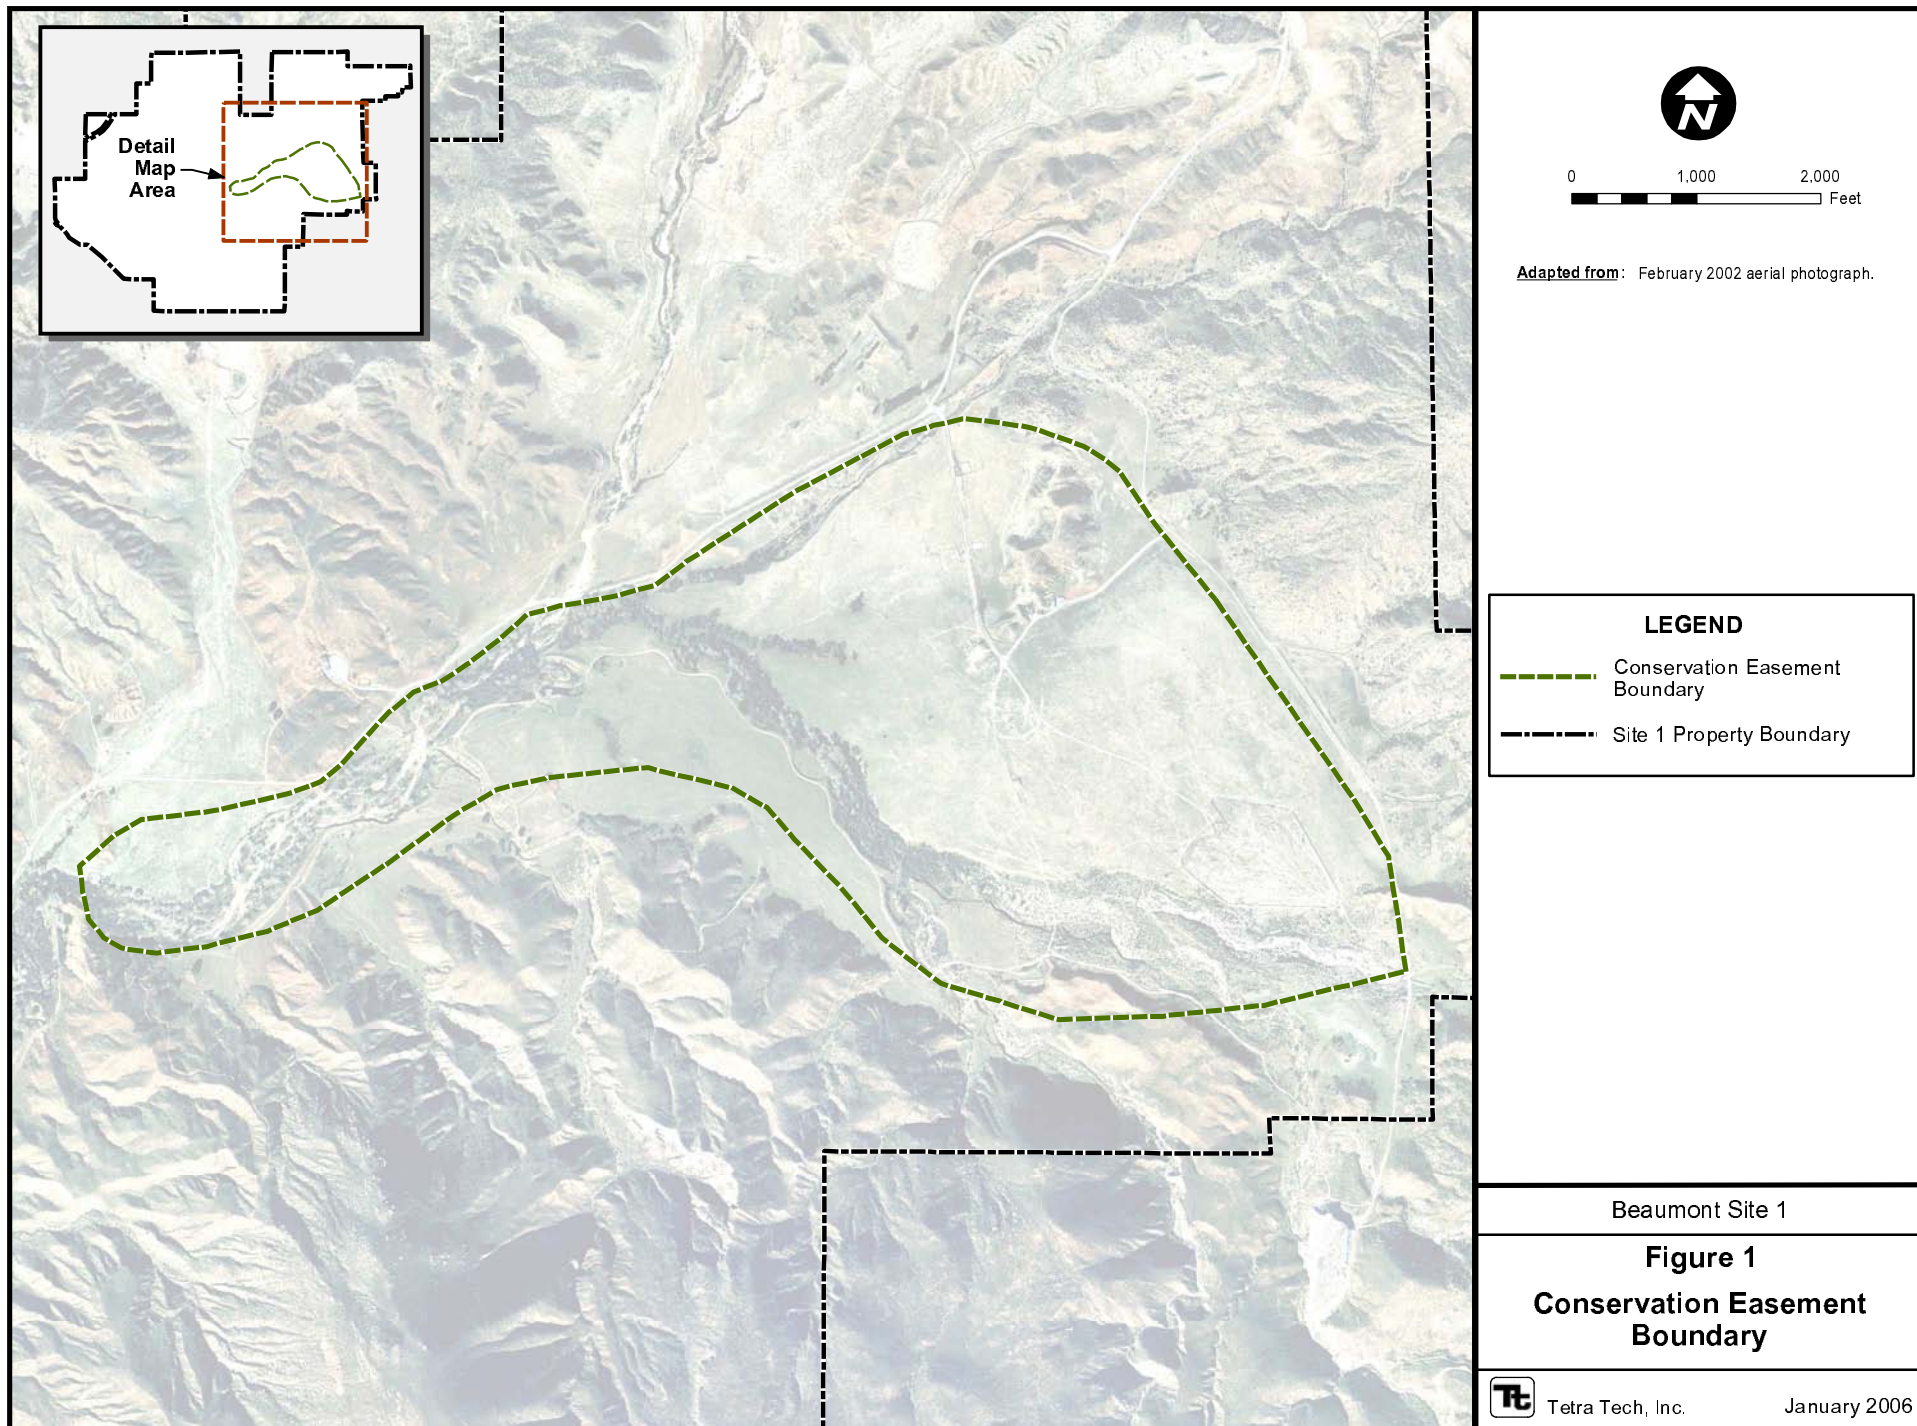 Detail
Map
Area
N
0 1,000 2,000
Feet
Adapted from: February 2002 aerial photograph.
LEGEND
Conservation Easement
Boundary
Site 1 Property Boundary
Beaumont Site 1
Figure 1
Conservation Easement
Boundary
Tt Tetra Tech, Inc. January 2006